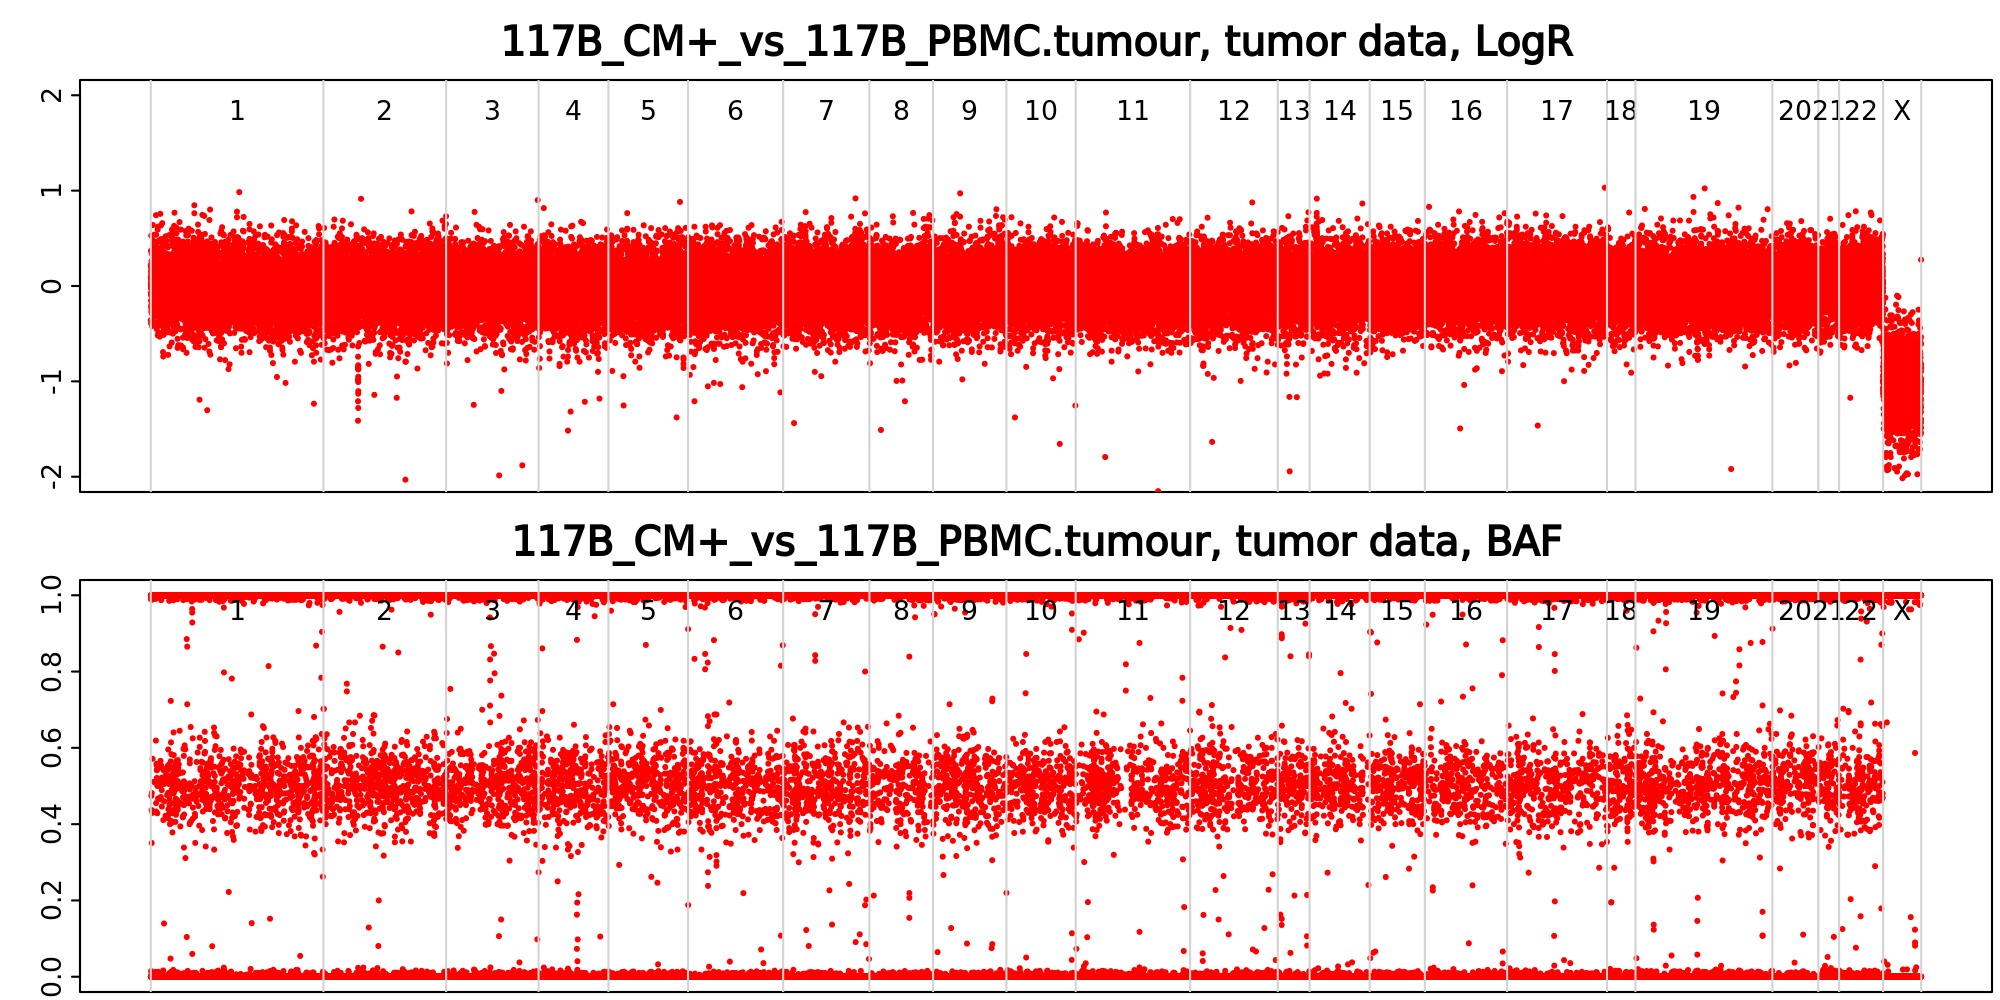 117B_CM+_vs_117B_PBMC.tumour, tumor data, LogR
2
1
0
-1
-2
1 2 3 4 5 6 7 8 9 10 11 12 13 14 15 16 17 18 19 20 21 22 X
117B_CM+_vs_117B_PBMC.tumour, tumor data, BAF
1.0
0.8
0.6
0.4
0.2
0.0
1 2 3 4 5 6 7 8 9 10 11 12 13 14 15 16 17 18 19 20 21 22 X